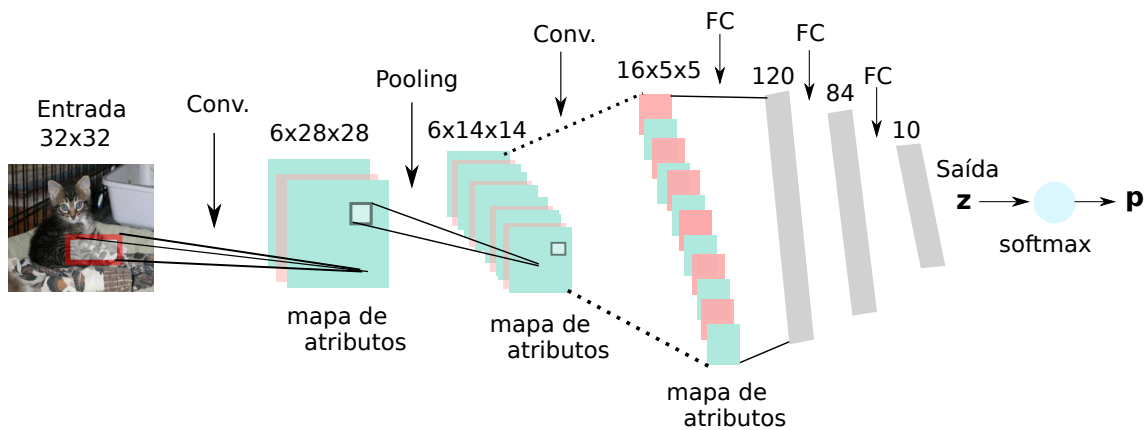 Entrada
32x32
Conv.
6x28x28
mapa de
atributos
Pooling
6x14x14
mapa de
atributos
Conv.
16x5x5
mapa de
atributos
FC
120
FC
84
FC
10
Saída
z
softmax
p